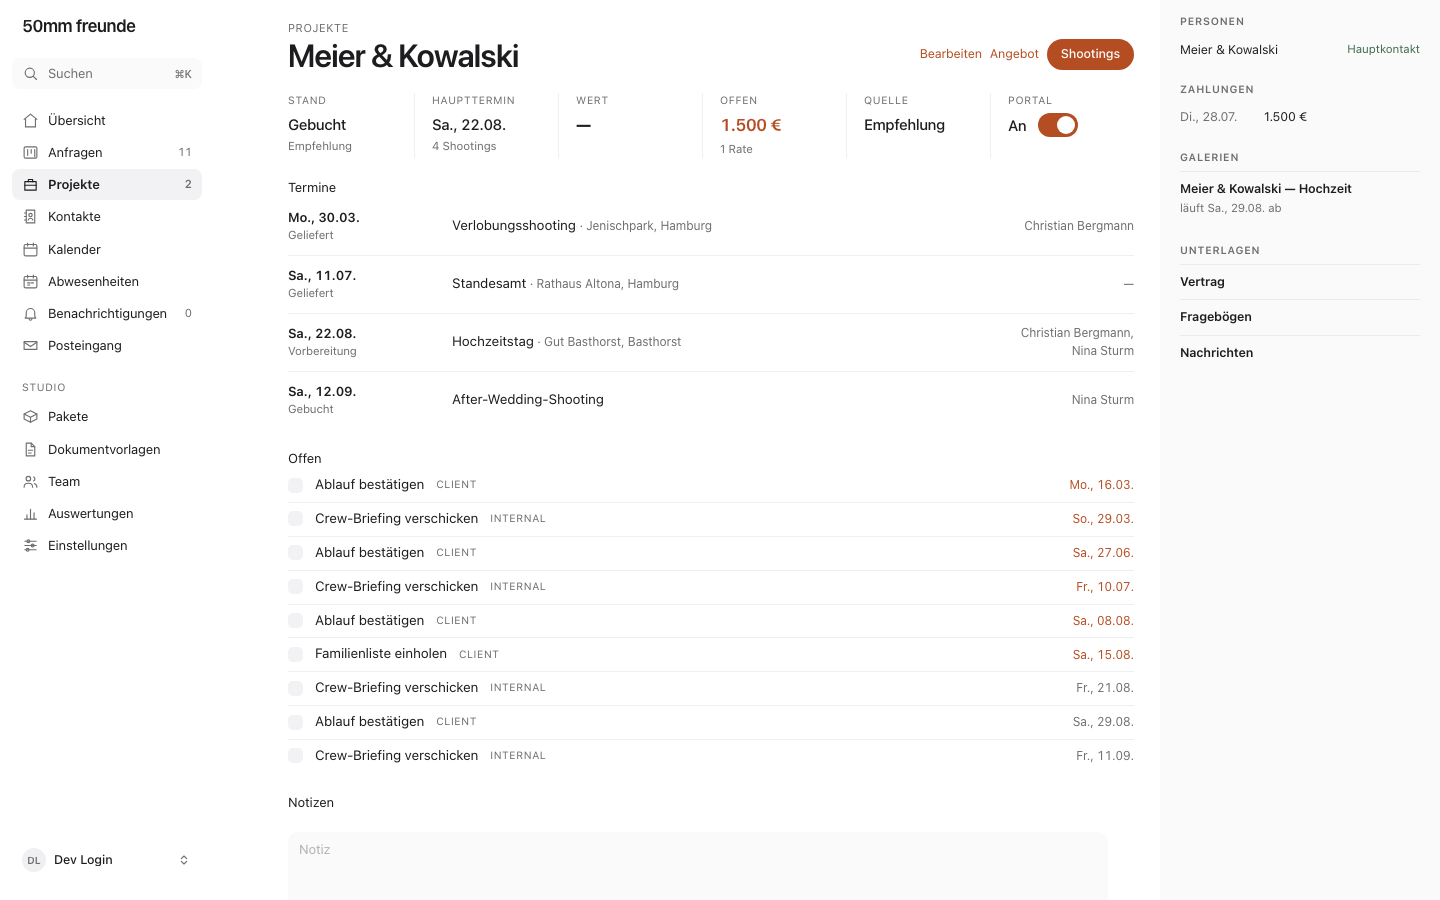 50mm freunde
Suchen ⌘K
Übersicht
Anfragen 11
Projekte 2
Kontakte
Kalender
Abwesenheiten
Benachrichtigungen 0
Posteingang
STUDIO
Pakete
Dokumentvorlagen
Team
Auswertungen
Einstellungen
DL Dev Login
PROJEKTE
Meier & Kowalski
Bearbeiten Angebot Shootings
STAND
Gebucht
Empfehlung
HAUPTTERMIN
Sa., 22.08.
4 Shootings
WERT
—
OFFEN
1.500 €
1 Rate
QUELLE
Empfehlung
PORTAL
An
Termine
Mo., 30.03.
Geliefert
Verlobungsshooting · Jenischpark, Hamburg
Christian Bergmann
Sa., 11.07.
Geliefert
Standesamt · Rathaus Altona, Hamburg
—
Sa., 22.08.
Vorbereitung
Hochzeitstag · Gut Basthorst, Basthorst
Christian Bergmann,
Nina Sturm
Sa., 12.09.
Gebucht
After-Wedding-Shooting
Nina Sturm
Offen
Ablauf bestätigen CLIENT Mo., 16.03.
Crew-Briefing verschicken INTERNAL So., 29.03.
Ablauf bestätigen CLIENT Sa., 27.06.
Crew-Briefing verschicken INTERNAL Fr., 10.07.
Ablauf bestätigen CLIENT Sa., 08.08.
Familienliste einholen CLIENT Sa., 15.08.
Crew-Briefing verschicken INTERNAL Fr., 21.08.
Ablauf bestätigen CLIENT Sa., 29.08.
Crew-Briefing verschicken INTERNAL Fr., 11.09.
Notizen
Notiz
PERSONEN
Meier & Kowalski Hauptkontakt
ZAHLUNGEN
Di., 28.07. 1.500 €
GALERIEN
Meier & Kowalski — Hochzeit
läuft Sa., 29.08. ab
UNTERLAGEN
Vertrag
Fragebögen
Nachrichten